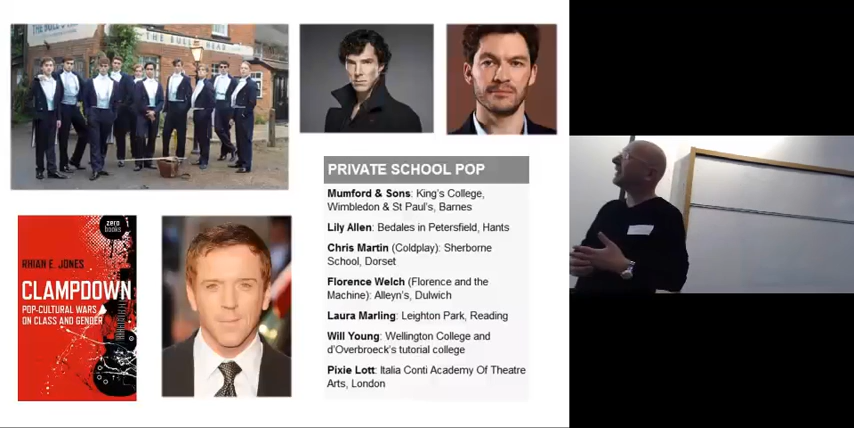 THE BULL'S HEAD
PRIVATE SCHOOL POP
Mumford & Sons: King's College,
Wimbledon & St Paul's, Barnes
Lily Allen: Bedales in Petersfield, Hants
Chris Martin (Coldplay): Sherborne
School, Dorset
Florence Welch (Florence and the
Machine): Alleyn's, Dulwich
Laura Marling: Leighton Park, Reading
Will Young: Wellington College and
d'Overbroeck's tutorial college
Pixie Lott: Italia Conti Academy Of Theatre
Arts, London
zero
books
RHIAN E. JONES
CLAMPDOWN
POP-CULTURAL WARS
ON CLASS AND GENDER